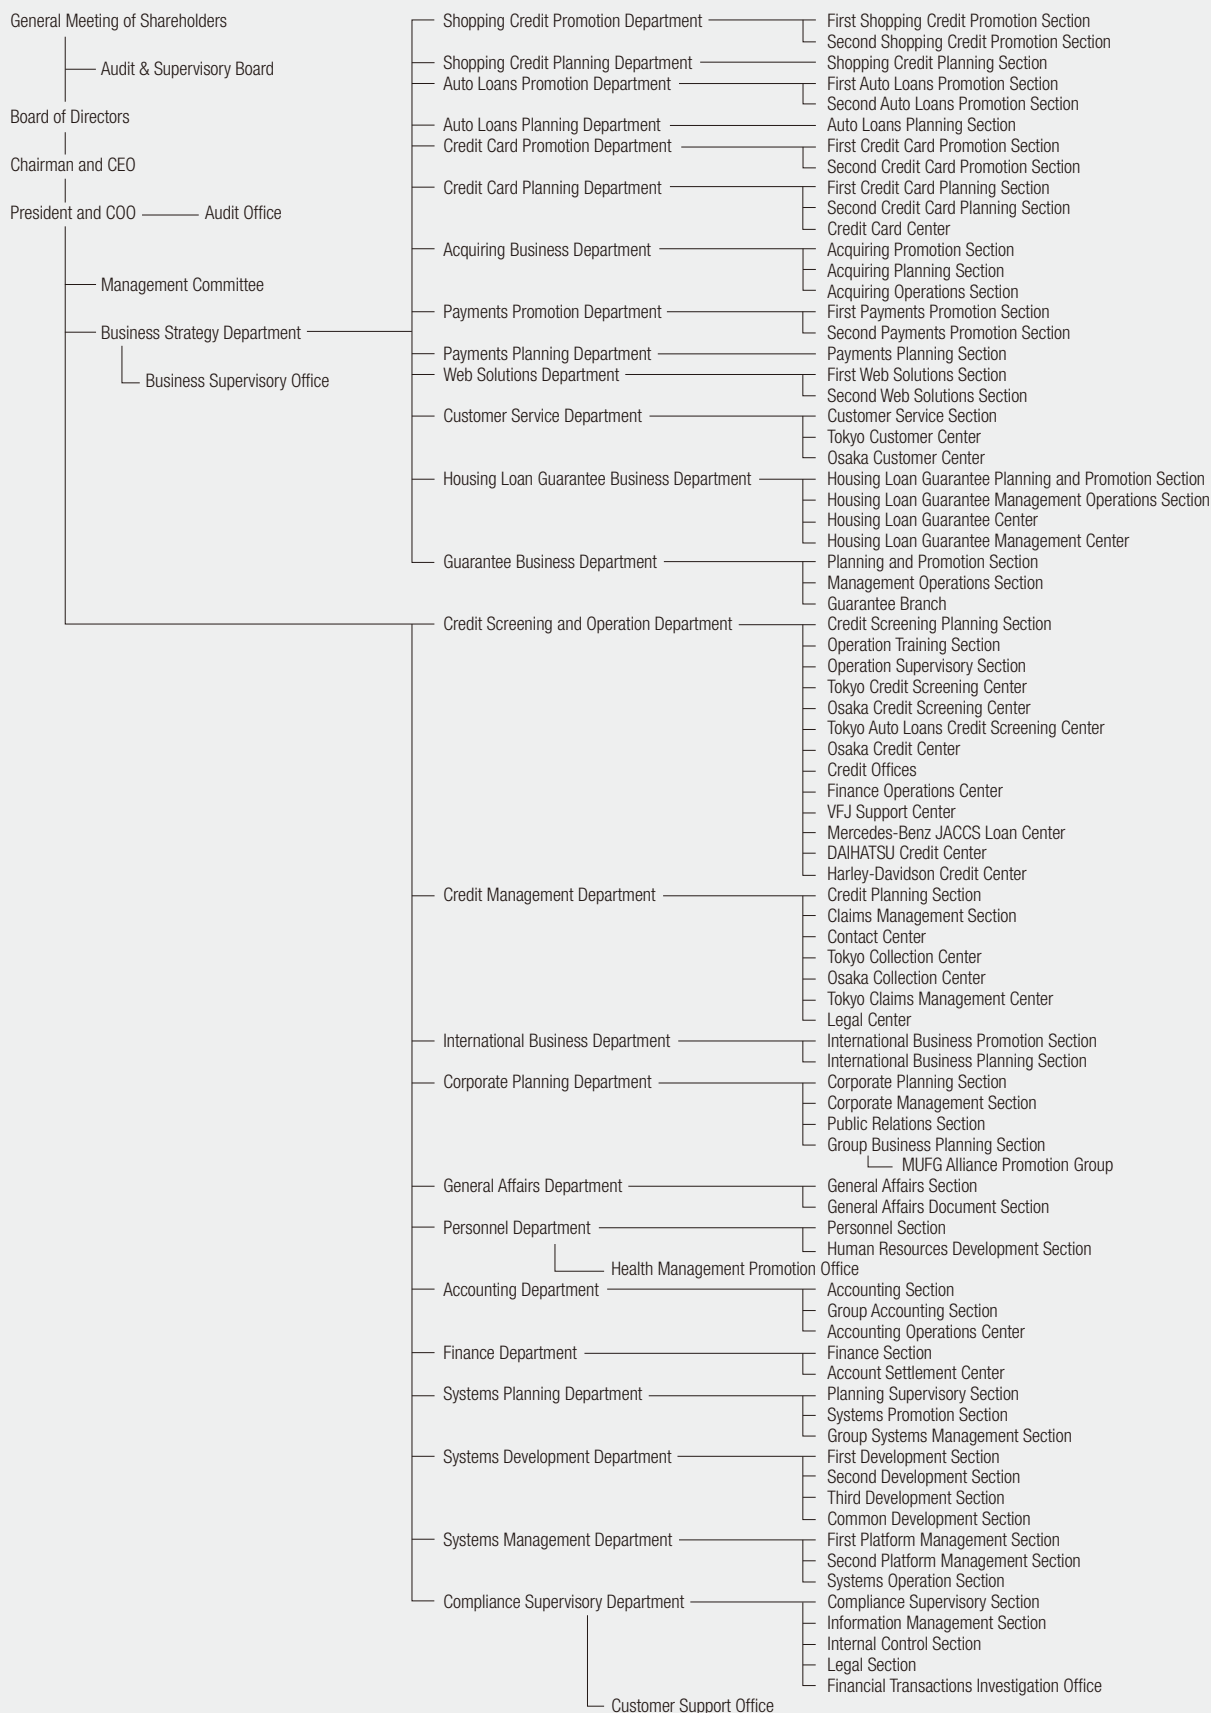 General Meeting of Shareholders
Audit & Supervisory Board
Board of Directors
Chairman and CEO
President and COO
Audit Office
Management Committee
Business Strategy Department
Business Supervisory Office
Shopping Credit Promotion Department
First Shopping Credit Promotion Section
Second Shopping Credit Promotion Section
Shopping Credit Planning Department
Shopping Credit Planning Section
Auto Loans Promotion Department
First Auto Loans Promotion Section
Second Auto Loans Promotion Section
Auto Loans Planning Department
Auto Loans Planning Section
Credit Card Promotion Department
First Credit Card Promotion Section
Second Credit Card Promotion Section
Credit Card Planning Department
First Credit Card Planning Section
Second Credit Card Planning Section
Credit Card Center
Acquiring Business Department
Acquiring Promotion Section
Acquiring Planning Section
Acquiring Operations Section
Payments Promotion Department
First Payments Promotion Section
Second Payments Promotion Section
Payments Planning Department
Payments Planning Section
Web Solutions Department
First Web Solutions Section
Second Web Solutions Section
Customer Service Department
Customer Service Section
Tokyo Customer Center
Osaka Customer Center
Housing Loan Guarantee Business Department
Housing Loan Guarantee Planning and Promotion Section
Housing Loan Guarantee Management Operations Section
Housing Loan Guarantee Center
Housing Loan Guarantee Management Center
Guarantee Business Department
Planning and Promotion Section
Management Operations Section
Guarantee Branch
Credit Screening and Operation Department
Credit Screening Planning Section
Operation Training Section
Operation Supervisory Section
Tokyo Credit Screening Center
Osaka Credit Screening Center
Tokyo Auto Loans Credit Screening Center
Osaka Credit Center
Credit Offices
Finance Operations Center
VFJ Support Center
Mercedes-Benz JACCS Loan Center
DAIHATSU Credit Center
Harley-Davidson Credit Center
Credit Management Department
Credit Planning Section
Claims Management Section
Contact Center
Tokyo Collection Center
Osaka Collection Center
Tokyo Claims Management Center
Legal Center
International Business Department
International Business Promotion Section
International Business Planning Section
Corporate Planning Department
Corporate Planning Section
Corporate Management Section
Public Relations Section
Group Business Planning Section
MUFG Alliance Promotion Group
General Affairs Department
General Affairs Section
General Affairs Document Section
Personnel Department
Personnel Section
Human Resources Development Section
Health Management Promotion Office
Accounting Department
Accounting Section
Group Accounting Section
Accounting Operations Center
Finance Department
Finance Section
Account Settlement Center
Systems Planning Department
Planning Supervisory Section
Systems Promotion Section
Group Systems Management Section
Systems Development Department
First Development Section
Second Development Section
Third Development Section
Common Development Section
Systems Management Department
First Platform Management Section
Second Platform Management Section
Systems Operation Section
Compliance Supervisory Department
Compliance Supervisory Section
Information Management Section
Internal Control Section
Legal Section
Financial Transactions Investigation Office
Customer Support Office